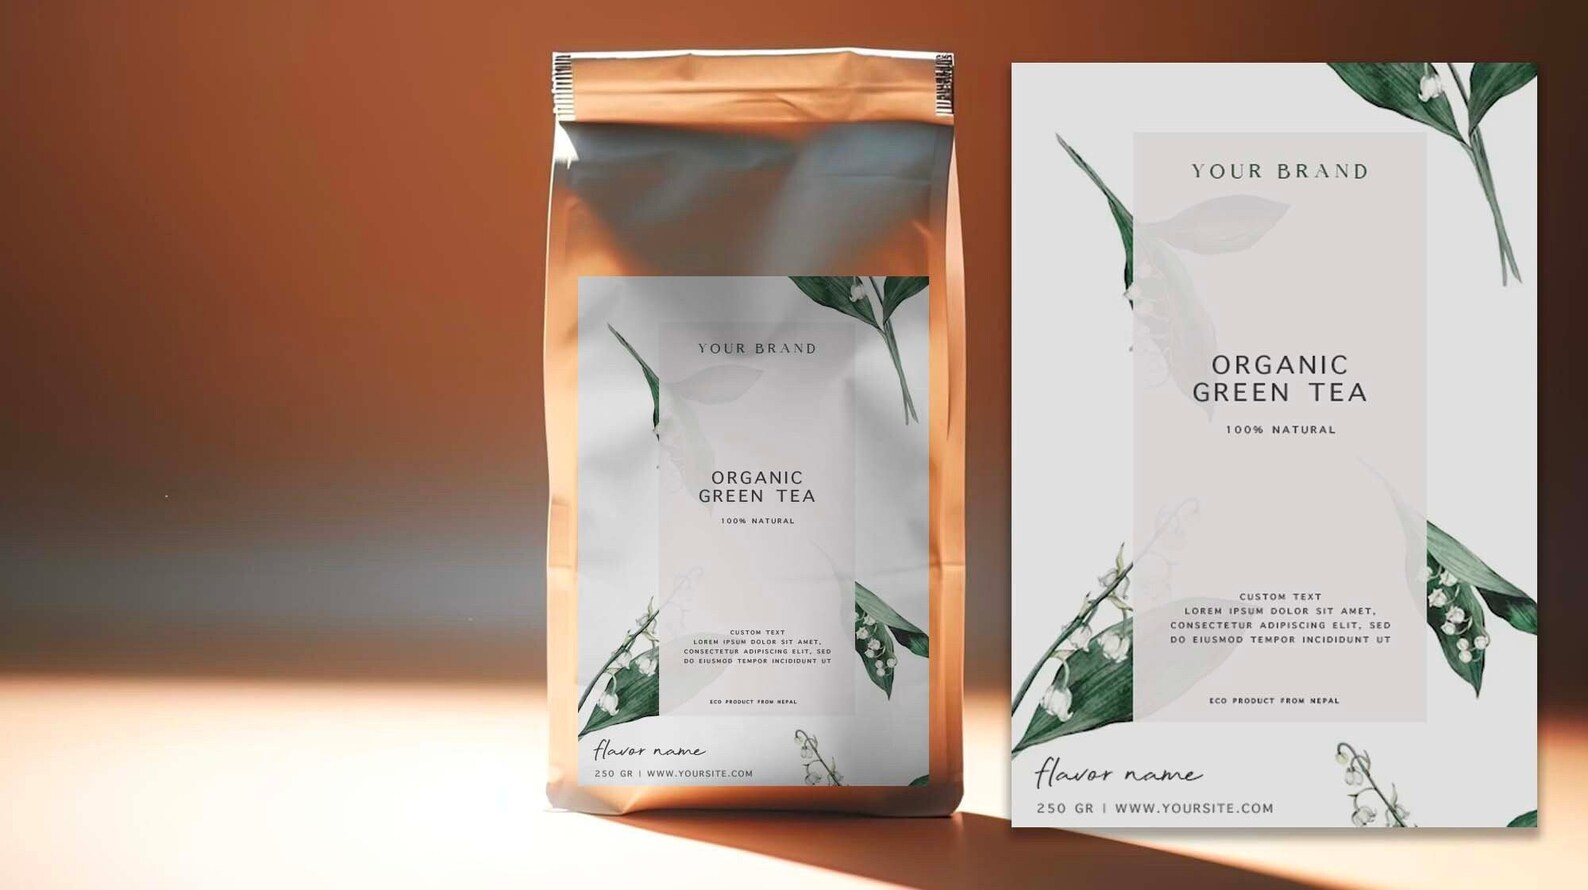 YOUR BRAND
ORGANIC
GREEN TEA
100% NATURAL
CUSTOM TEXT
LOREM IPSUM DOLOR SIT AMET,
CONSECTETUR ADIPISCING ELIT, SED
DO EIUSMOD TEMPOR INCIDIDUNT UT
ECO PRODUCT FROM NEPAL
flavor name
250 GR | WWW.YOURSITE.COM
YOUR BRAND
ORGANIC
GREEN TEA
100% NATURAL
CUSTOM TEXT
LOREM IPSUM DOLOR SIT AMET,
CONSECTETUR ADIPISCING ELIT, SED
DO EIUSMOD TEMPOR INCIDIDUNT UT
ECO PRODUCT FROM NEPAL
flavor name
250 GR | WWW.YOURSITE.COM